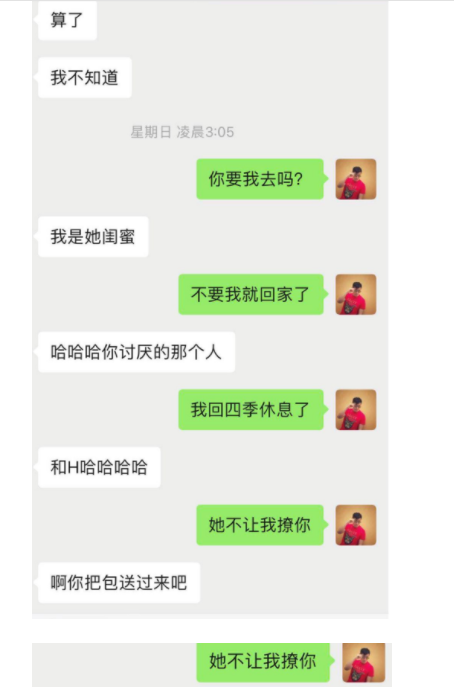 算了
我不知道
星期日 凌晨3:05
你要我去吗?
我是她闺蜜
不要我就回家了
哈哈哈你讨厌的那个人
我回四季休息了
和H哈哈哈哈
她不让我撩你
啊你把包送过来吧
她不让我撩你